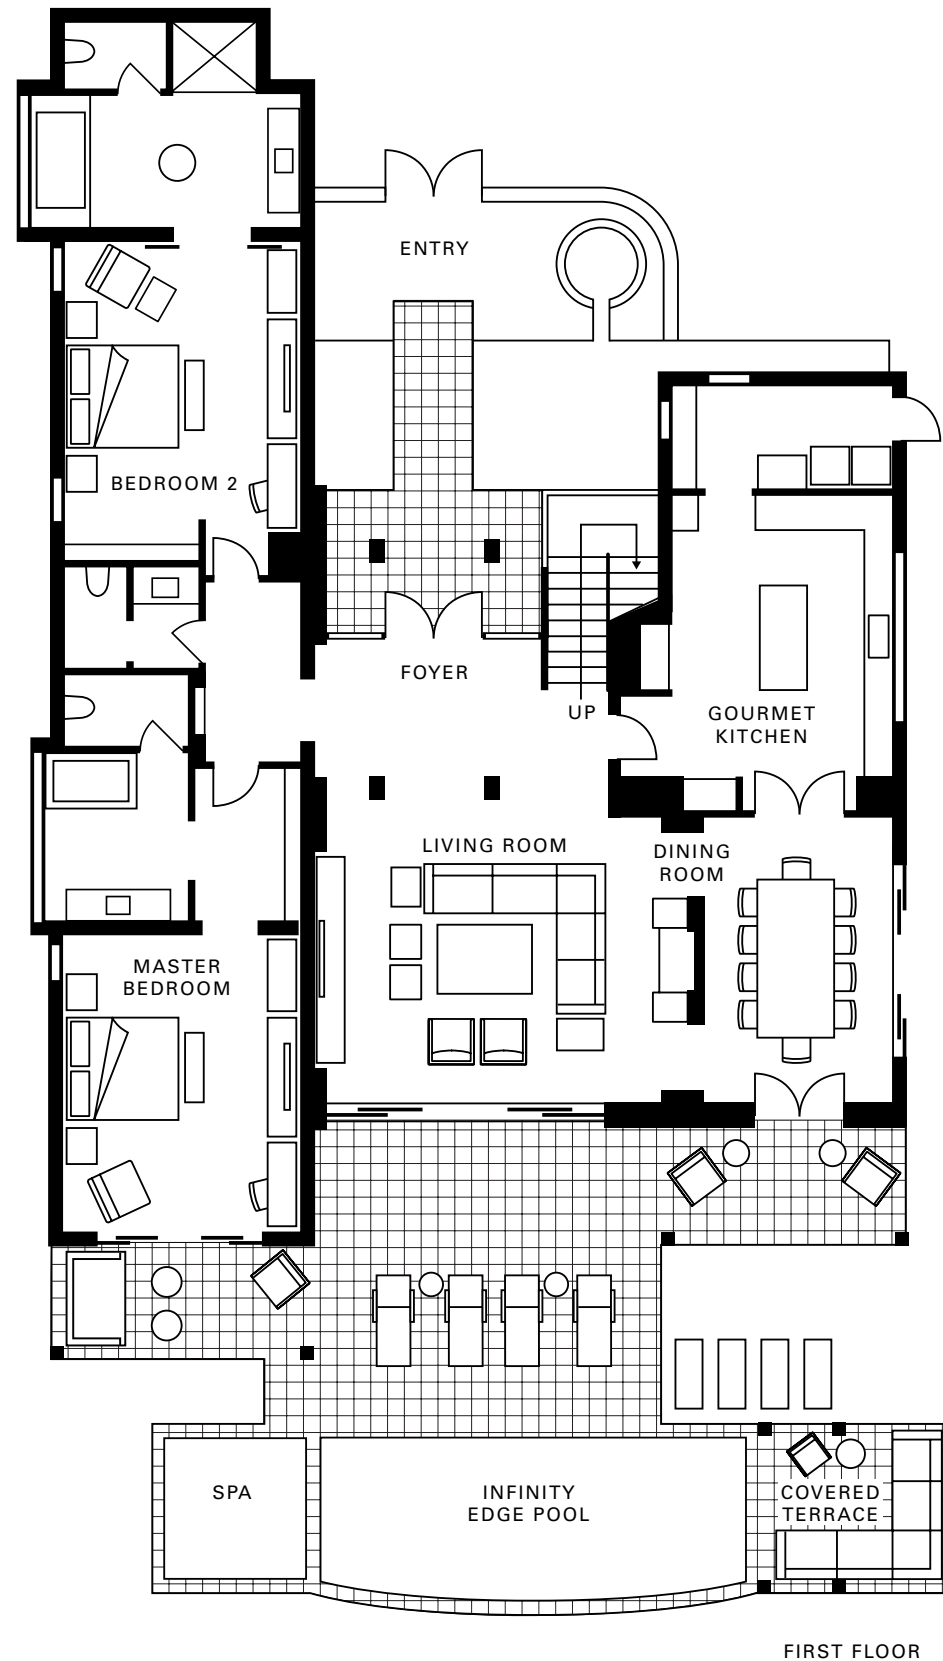 ENTRY
BEDROOM 2
FOYER
UP
GOURMET
KITCHEN
LIVING ROOM
DINING
ROOM
MASTER
BEDROOM
SPA
INFINITY
EDGE POOL
COVERED
TERRACE
FIRST FLOOR